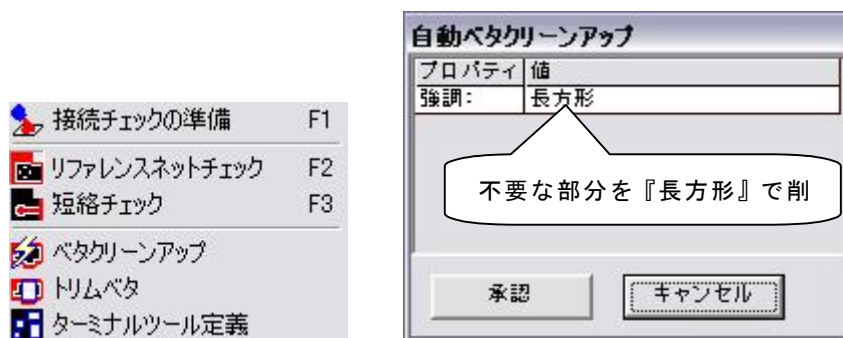 接続チェックの準備 F1
リファレンスネットチェック F2
短絡チェック F3
ベタクリーンアップ
トリムベタ
ターミナルツール定義
自動ベタクリーンアップ
プロパティ 値
強調: 長方形
不要な部分を『長方形』で削
承認 キャンセル